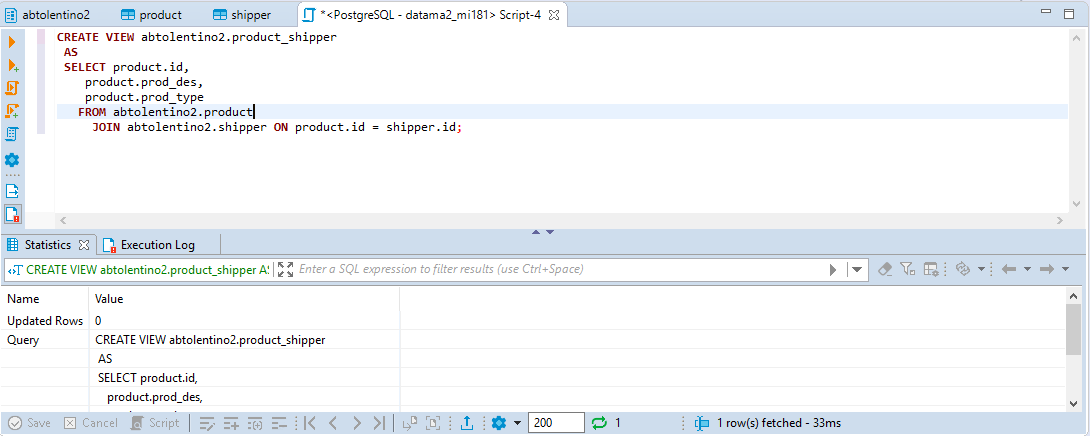 abtolentino2 product shipper *<PostgreSQL - datama2_mi181> Script-4
CREATE VIEW abtolentino2.product_shipper
AS
SELECT product.id,
product.prod_des,
product.prod_type
FROM abtolentino2.product
JOIN abtolentino2.shipper ON product.id = shipper.id;
Statistics Execution Log
CREATE VIEW abtolentino2.product_shipper AS Enter a SQL expression to filter results (use Ctrl+Space)
Name Value
Updated Rows 0
Query CREATE VIEW abtolentino2.product_shipper
AS
SELECT product.id,
product.prod_des,
Save Cancel Script 200 1 1 row(s) fetched - 33ms